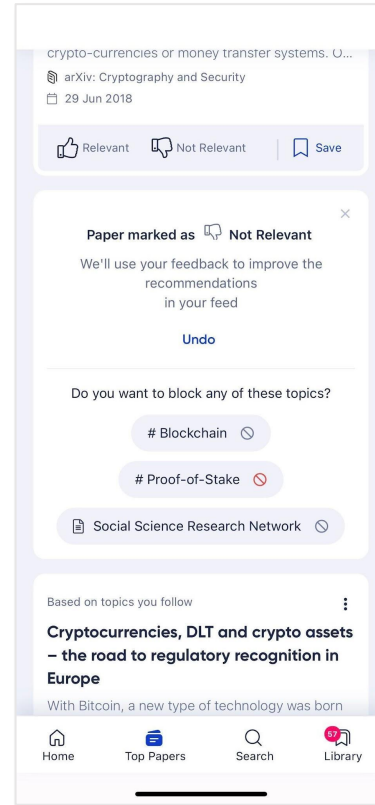 crypto-currencies or money transfer systems. O...
arXiv: Cryptography and Security
29 Jun 2018
Relevant Not Relevant Save
Paper marked as Not Relevant
We'll use your feedback to improve the
recommendations
in your feed
Undo
Do you want to block any of these topics?
# Blockchain
# Proof-of-Stake
Social Science Research Network
Based on topics you follow
Cryptocurrencies, DLT and crypto assets
– the road to regulatory recognition in
Europe
With Bitcoin, a new type of technology was born
57
Home Top Papers Search Library